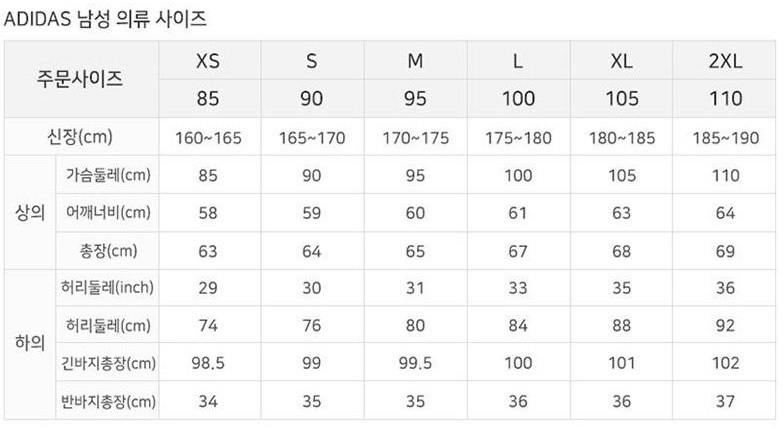 ADIDAS 남성 의류 사이즈
주문사이즈 XS S M L XL 2XL
85 90 95 100 105 110
신장(cm) 160~165 165~170 170~175 175~180 180~185 185~190
상의 가슴둘레(cm) 85 90 95 100 105 110
어깨너비(cm) 58 59 60 61 63 64
총장(cm) 63 64 65 67 68 69
하의 허리둘레(inch) 29 30 31 33 35 36
허리둘레(cm) 74 76 80 84 88 92
긴바지총장(cm) 98.5 99 99.5 100 101 102
반바지총장(cm) 34 35 35 36 36 37